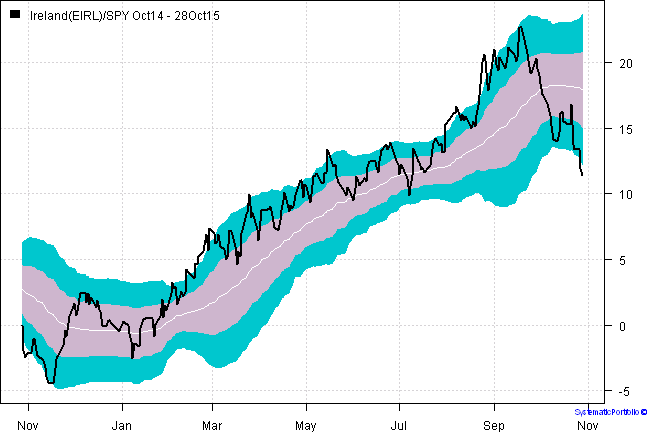 Ireland(EIRL)/SPY Oct14 - 28Oct15
20
15
10
5
0
-5
Nov Jan Mar May Jul Sep Nov
SystematicPortfolio ©